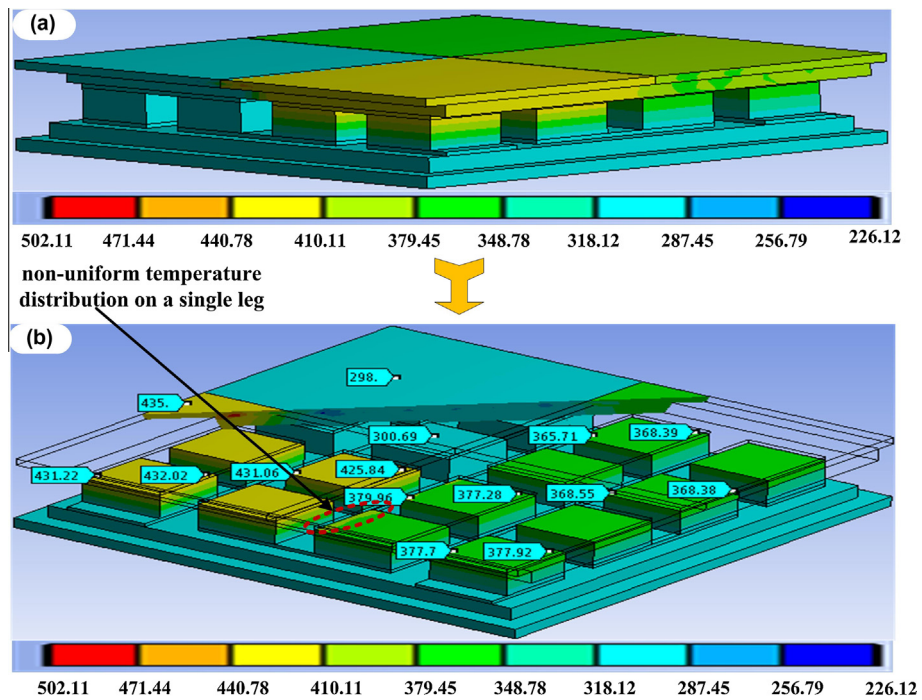 (a)
502.11 471.44 440.78 410.11 379.45 348.78 318.12 287.45 256.79 226.12
non-uniform temperature
distribution on a single leg
(b)
298.
435.
300.69
365.71
368.39
431.22
432.02
431.06
425.84
379.96
377.28
368.55
368.38
377.7
377.92
502.11 471.44 440.78 410.11 379.45 348.78 318.12 287.45 256.79 226.12